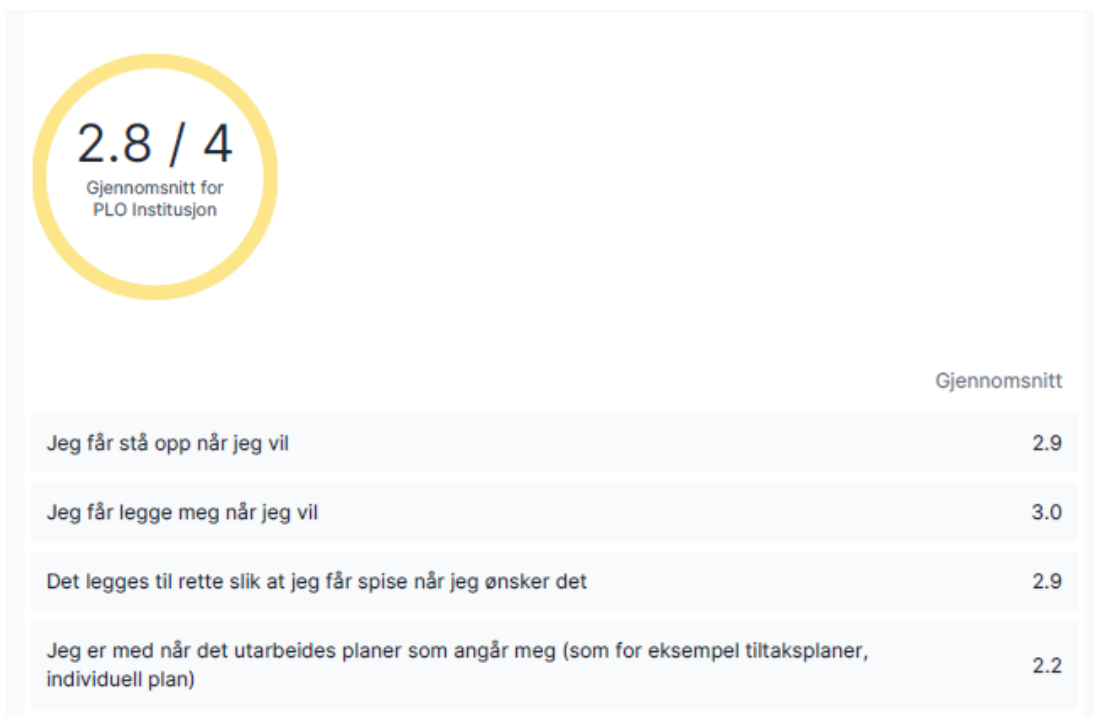 2.8 / 4
Gjennomsnitt for
PLO Institusjon
Gjennomsnitt
Jeg får stå opp når jeg vil 2.9
Jeg får legge meg når jeg vil 3.0
Det legges til rette slik at jeg får spise når jeg ønsker det 2.9
Jeg er med når det utarbeides planer som angår meg (som for eksempel tiltaksplaner,
individuell plan) 2.2